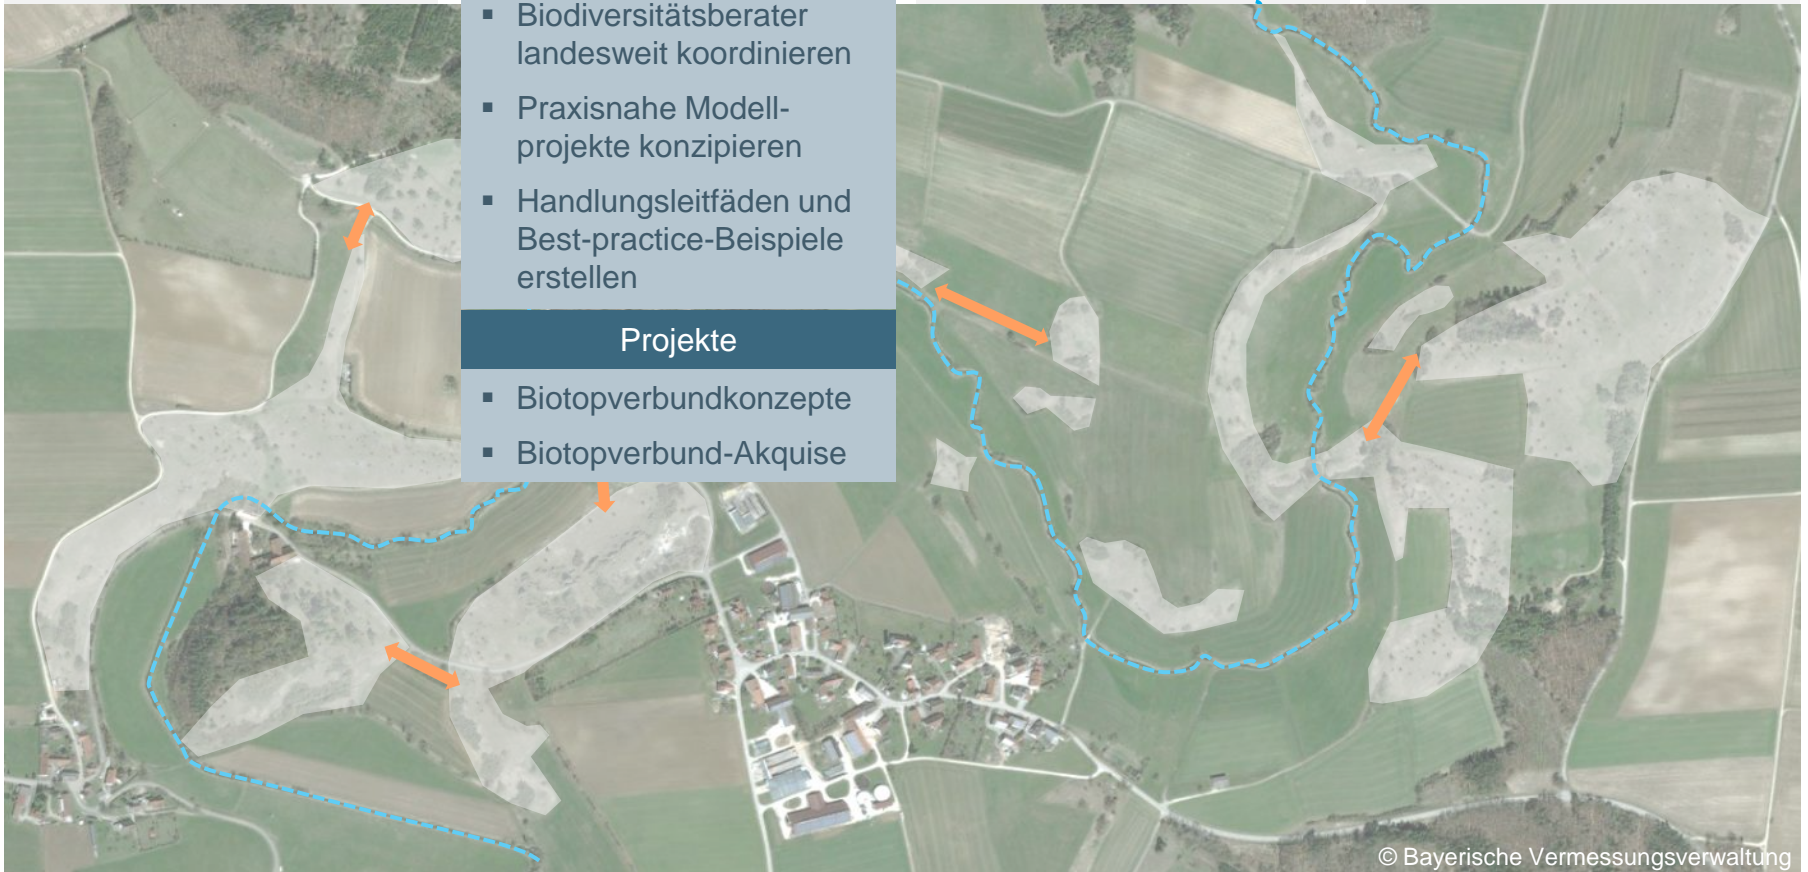 ▪ Biodiversitätsberater
landesweit koordinieren
▪ Praxisnahe Modell-
projekte konzipieren
▪ Handlungsleitfäden und
Best-practice-Beispiele
erstellen
Projekte
▪ Biotopverbundkonzepte
▪ Biotopverbund-Akquise
© Bayerische Vermessungsverwaltung